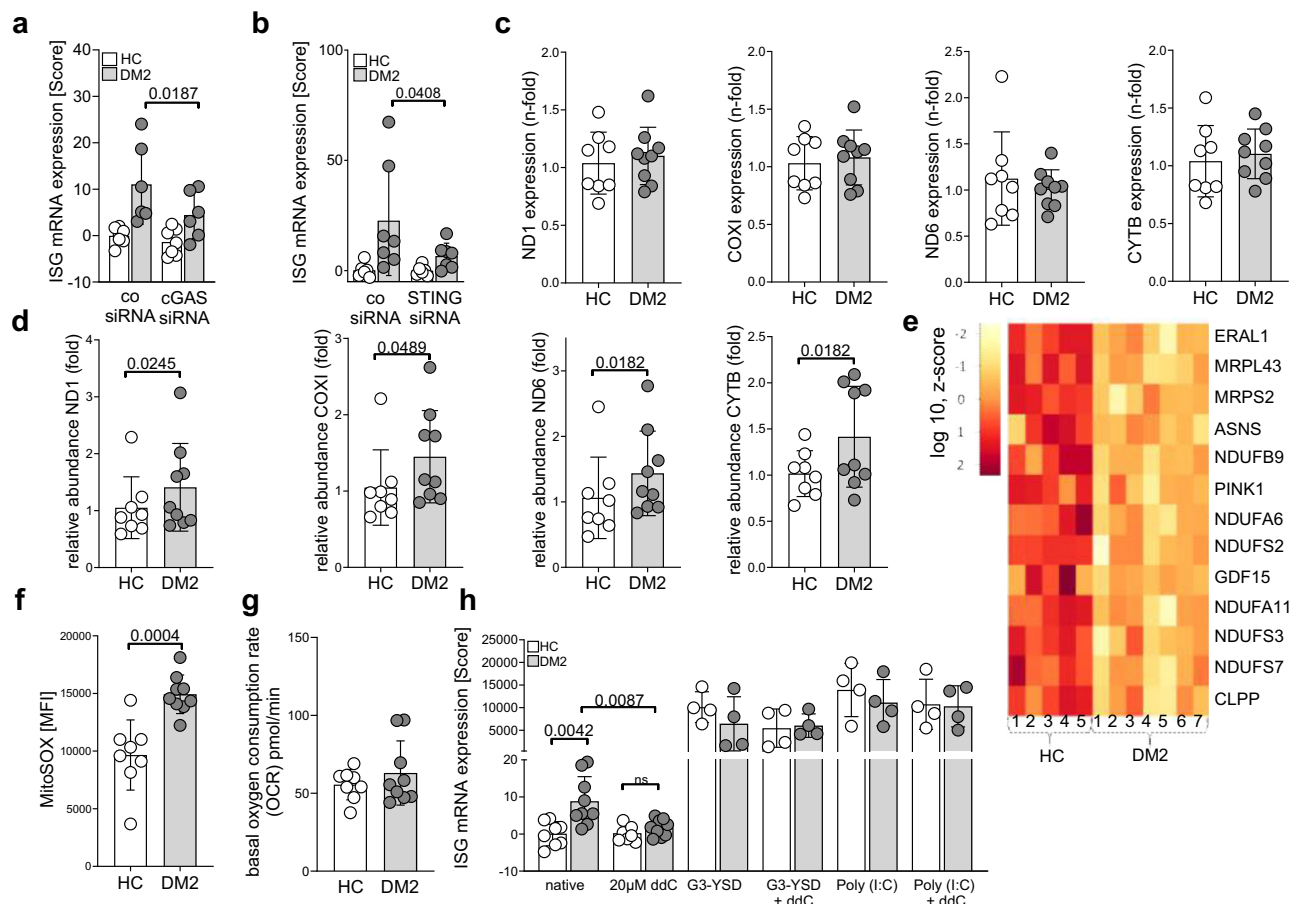 a
ISG mRNA expression [Score]
40
30
20
10
0
-10
HC
DM2
0.0187
co
siRNA
cGAS
siRNA
b
ISG mRNA expression [Score]
100
50
0
HC
DM2
0.0408
co
siRNA
STING
siRNA
c
ND1 expression (n-fold)
2.0
1.5
1.0
0.5
0.0
HC
DM2
COXI expression (n-fold)
2.0
1.5
1.0
0.5
0.0
HC
DM2
ND6 expression (n-fold)
2.5
2.0
1.5
1.0
0.5
0.0
HC
DM2
CYTB expression (n-fold)
2.0
1.5
1.0
0.5
0.0
HC
DM2
d
relative abundance ND1 (fold)
4
3
2
1
0
0.0245
HC
DM2
relative abundance COXI (fold)
3
2
1
0
0.0489
HC
DM2
relative abundance ND6 (fold)
4
3
2
1
0
0.0182
HC
DM2
relative abundance CYTB (fold)
2.5
2.0
1.5
1.0
0.5
0.0
0.0182
HC
DM2
e
log 10, z-score
-2
-1
0
1
2
ERAL1
MRPL43
MRPS2
ASNS
NDUFB9
PINK1
NDUFA6
NDUFS2
GDF15
NDUFA11
NDUFS3
NDUFS7
CLPP
1 2 3 4 5 1 2 3 4 5 6 7
HC DM2
f
MitoSOX [MFI]
20000
15000
10000
5000
0
0.0004
HC
DM2
g
basal oxygen consumption rate
(OCR) pmol/min
150
100
50
0
HC
DM2
h
ISG mRNA expression [Score]
25000
20000
15000
10000
5000
20
10
0
-10
HC
DM2
0.0042
0.0087
ns
native
20µM ddC
G3-YSD
G3-YSD
+ ddC
Poly (I:C)
Poly (I:C)
+ ddC